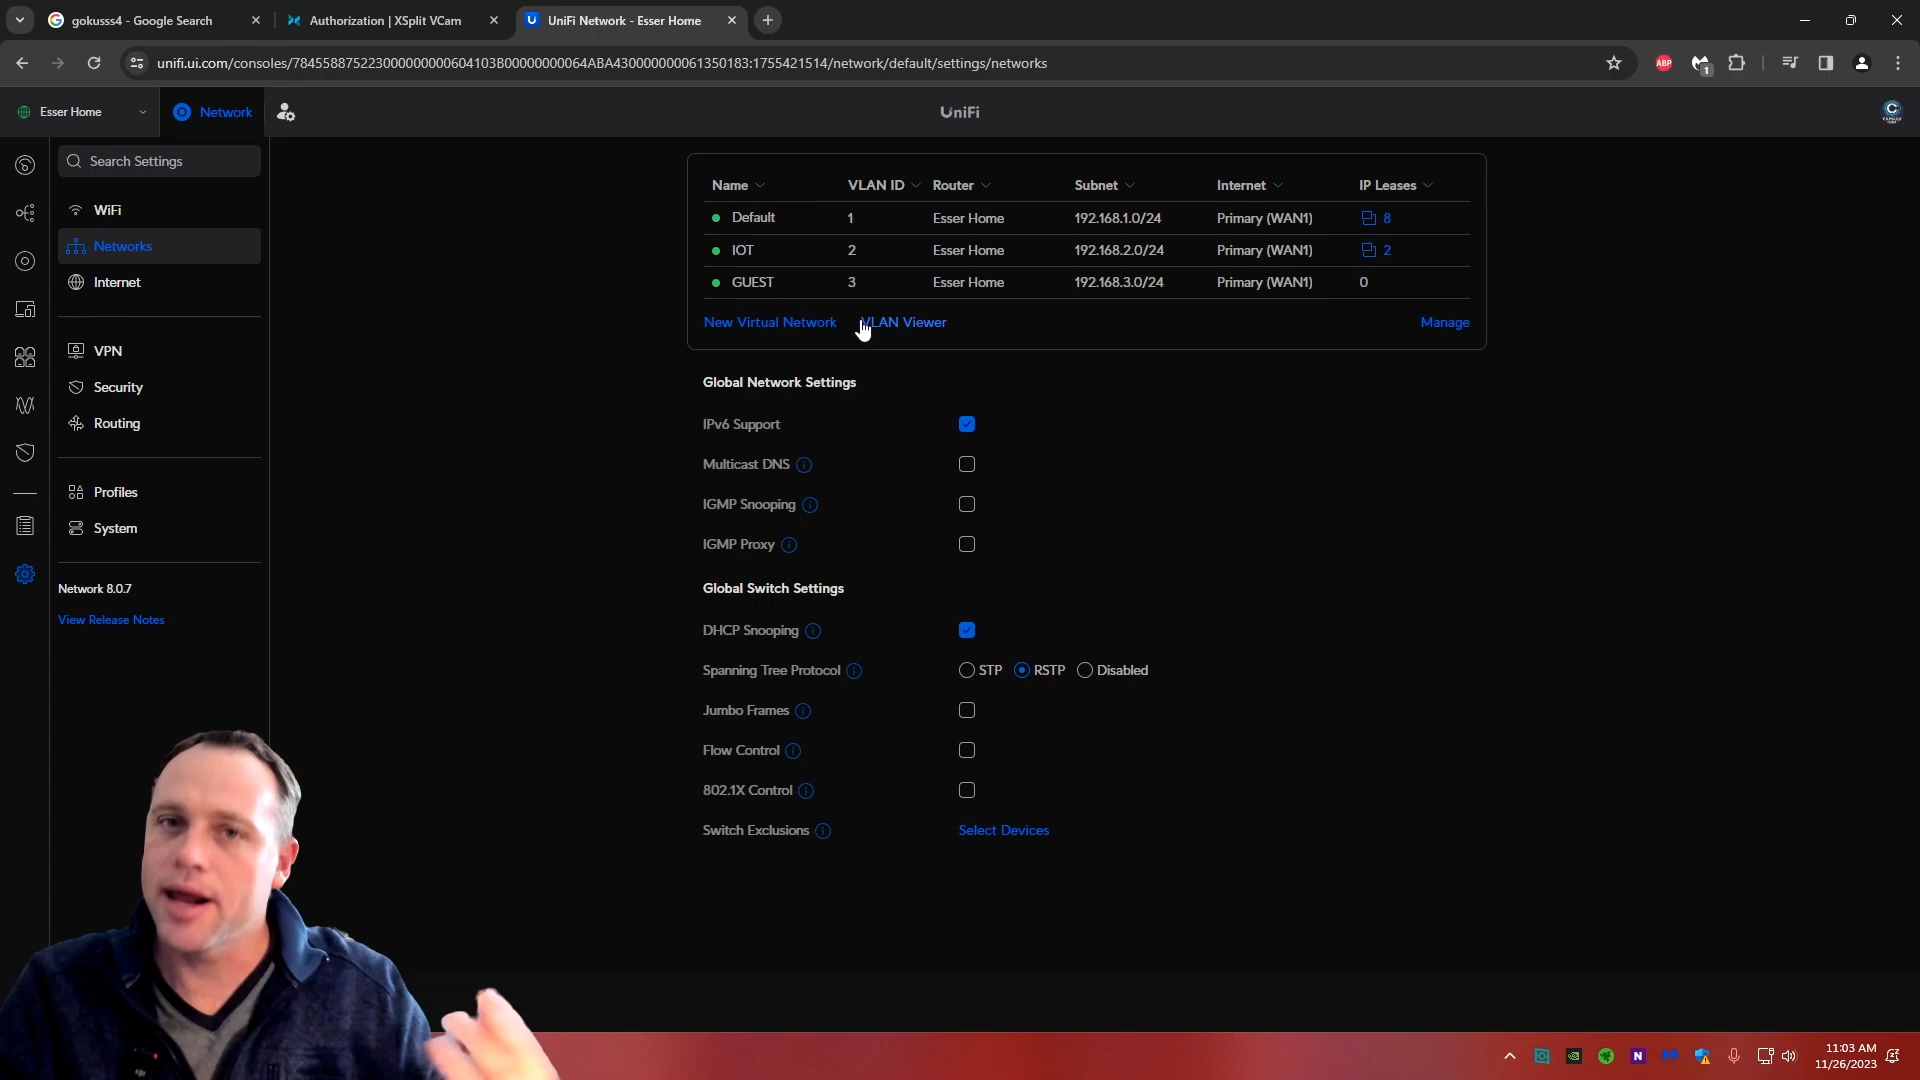 gokusss4 - Google Search
Authorization | XSplit VCam
UniFi Network - Esser Home
unifi.ui.com/consoles/78455887522300000000006041​03B00000000064ABA430000000061350183:1755421514/network/default/settings/networks
ABP
1
Esser Home
Network
UniFi
Search Settings
WiFi
Networks
Internet
VPN
Security
Routing
Profiles
System
Network 8.0.7
View Release Notes
Name VLAN ID Router Subnet Internet IP Leases
Default 1 Esser Home 192.168.1.0/24 Primary (WAN1) 8
IOT 2 Esser Home 192.168.2.0/24 Primary (WAN1) 2
GUEST 3 Esser Home 192.168.3.0/24 Primary (WAN1) 0
New Virtual Network VLAN Viewer Manage
Global Network Settings
IPv6 Support
Multicast DNS
IGMP Snooping
IGMP Proxy
Global Switch Settings
DHCP Snooping
Spanning Tree Protocol STP RSTP Disabled
Jumbo Frames
Flow Control
802.1X Control
Switch Exclusions Select Devices
N
11:03 AM
11/26/2023